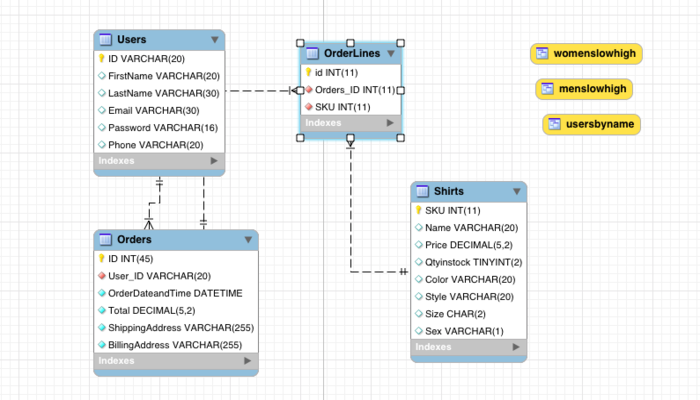 Users
ID VARCHAR(20)
FirstName VARCHAR(20)
LastName VARCHAR(30)
Email VARCHAR(30)
Password VARCHAR(16)
Phone VARCHAR(20)
Indexes
OrderLines
id INT(11)
Orders_ID INT(11)
SKU INT(11)
Indexes
womenslowhigh
menslowhigh
usersbyname
Orders
ID INT(45)
User_ID VARCHAR(20)
OrderDateandTime DATETIME
Total DECIMAL(5,2)
ShippingAddress VARCHAR(255)
BillingAddress VARCHAR(255)
Indexes
Shirts
SKU INT(11)
Name VARCHAR(20)
Price DECIMAL(5,2)
Qtyinstock TINYINT(2)
Color VARCHAR(20)
Style VARCHAR(20)
Size CHAR(2)
Sex VARCHAR(1)
Indexes